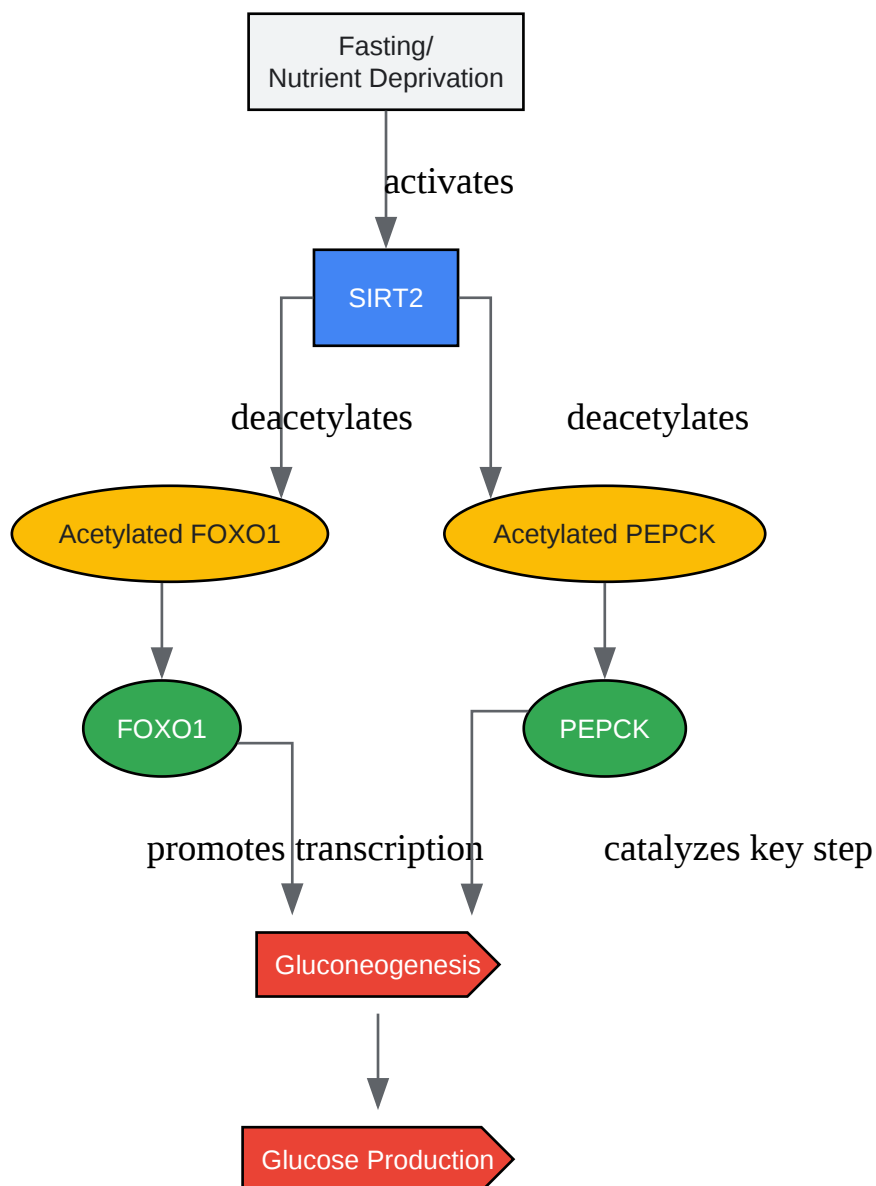 Fasting/
Nutrient Deprivation
activates
SIRT2
deacetylates
deacetylates
Acetylated FOXO1
Acetylated PEPCK
FOXO1
PEPCK
promotes transcription
catalyzes key step
Gluconeogenesis
Glucose Production